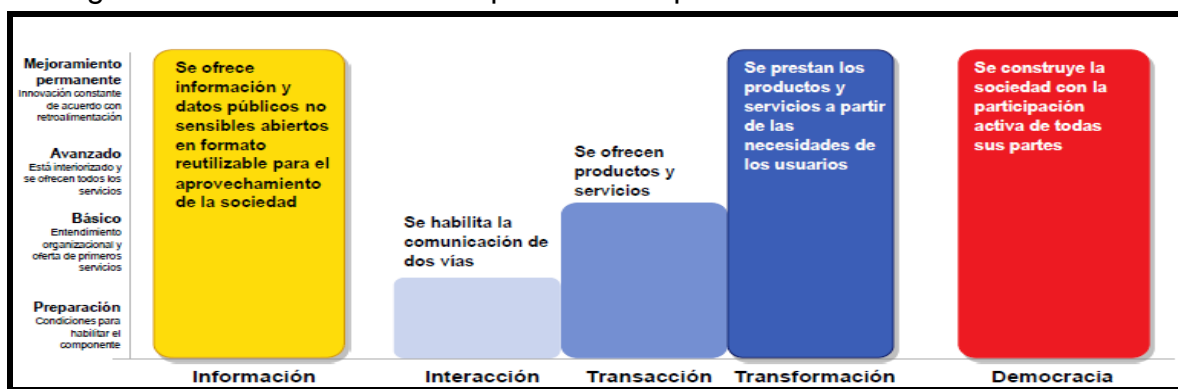 Mejoramiento
permanente
Innovación constante
de acuerdo con
retroalimentación
Avanzado
Está interiorizado y
se ofrecen todos los
servicios
Básico
Entendimiento
organizacional y
oferta de primeros
servicios
Preparación
Condiciones para
habilitar el
componente
Se ofrece
información y
datos públicos no
sensibles abiertos
en formato
reutilizable para el
aprovechamiento
de la sociedad
Se habilita la
comunicación de
dos vías
Se ofrecen
productos y
servicios
Se prestan los
productos y
servicios a partir
de las
necesidades de
los usuarios
Se construye la
sociedad con la
participación
activa de todas
sus partes
Información
Interacción
Transacción
Transformación
Democracia